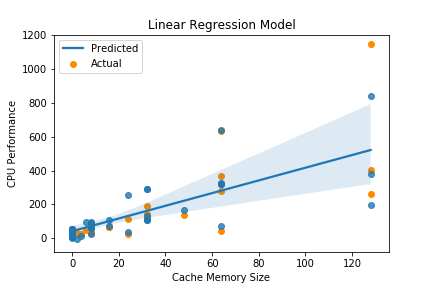 Linear Regression Model
Predicted
Actual
CPU Performance
1200
1000
800
600
400
200
0
0 20 40 60 80 100 120
Cache Memory Size